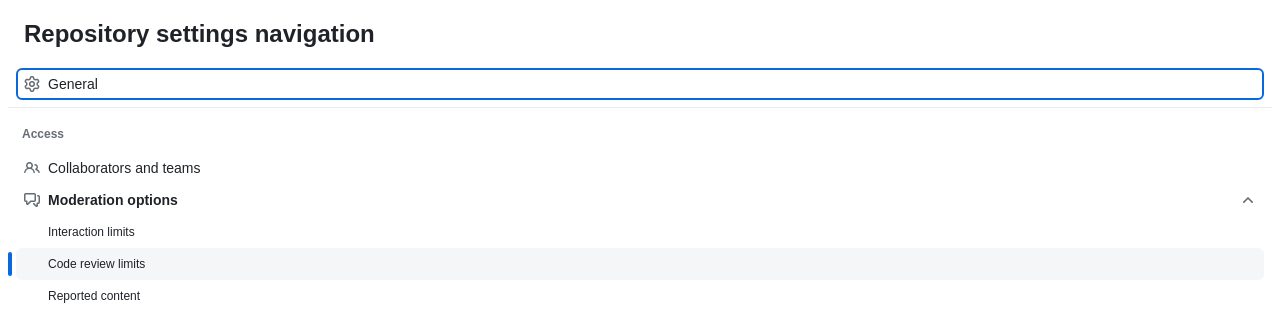 Repository settings navigation
General
Access
Collaborators and teams
Moderation options
Interaction limits
Code review limits
Reported content